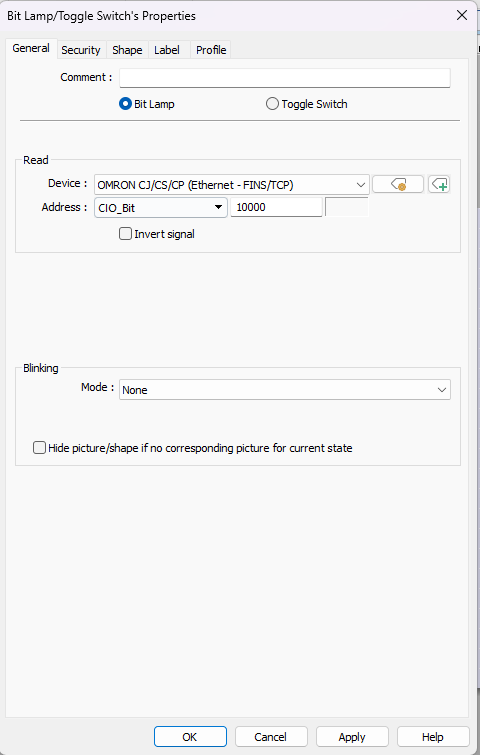 Bit Lamp/Toggle Switch's Properties
General Security Shape Label Profile
Comment :
Bit Lamp Toggle Switch
Read
Device : OMRON CJ/CS/CP (Ethernet - FINS/TCP)
Address : CIO_Bit 10000
Invert signal
Blinking
Mode : None
Hide picture/shape if no corresponding picture for current state
OK Cancel Apply Help